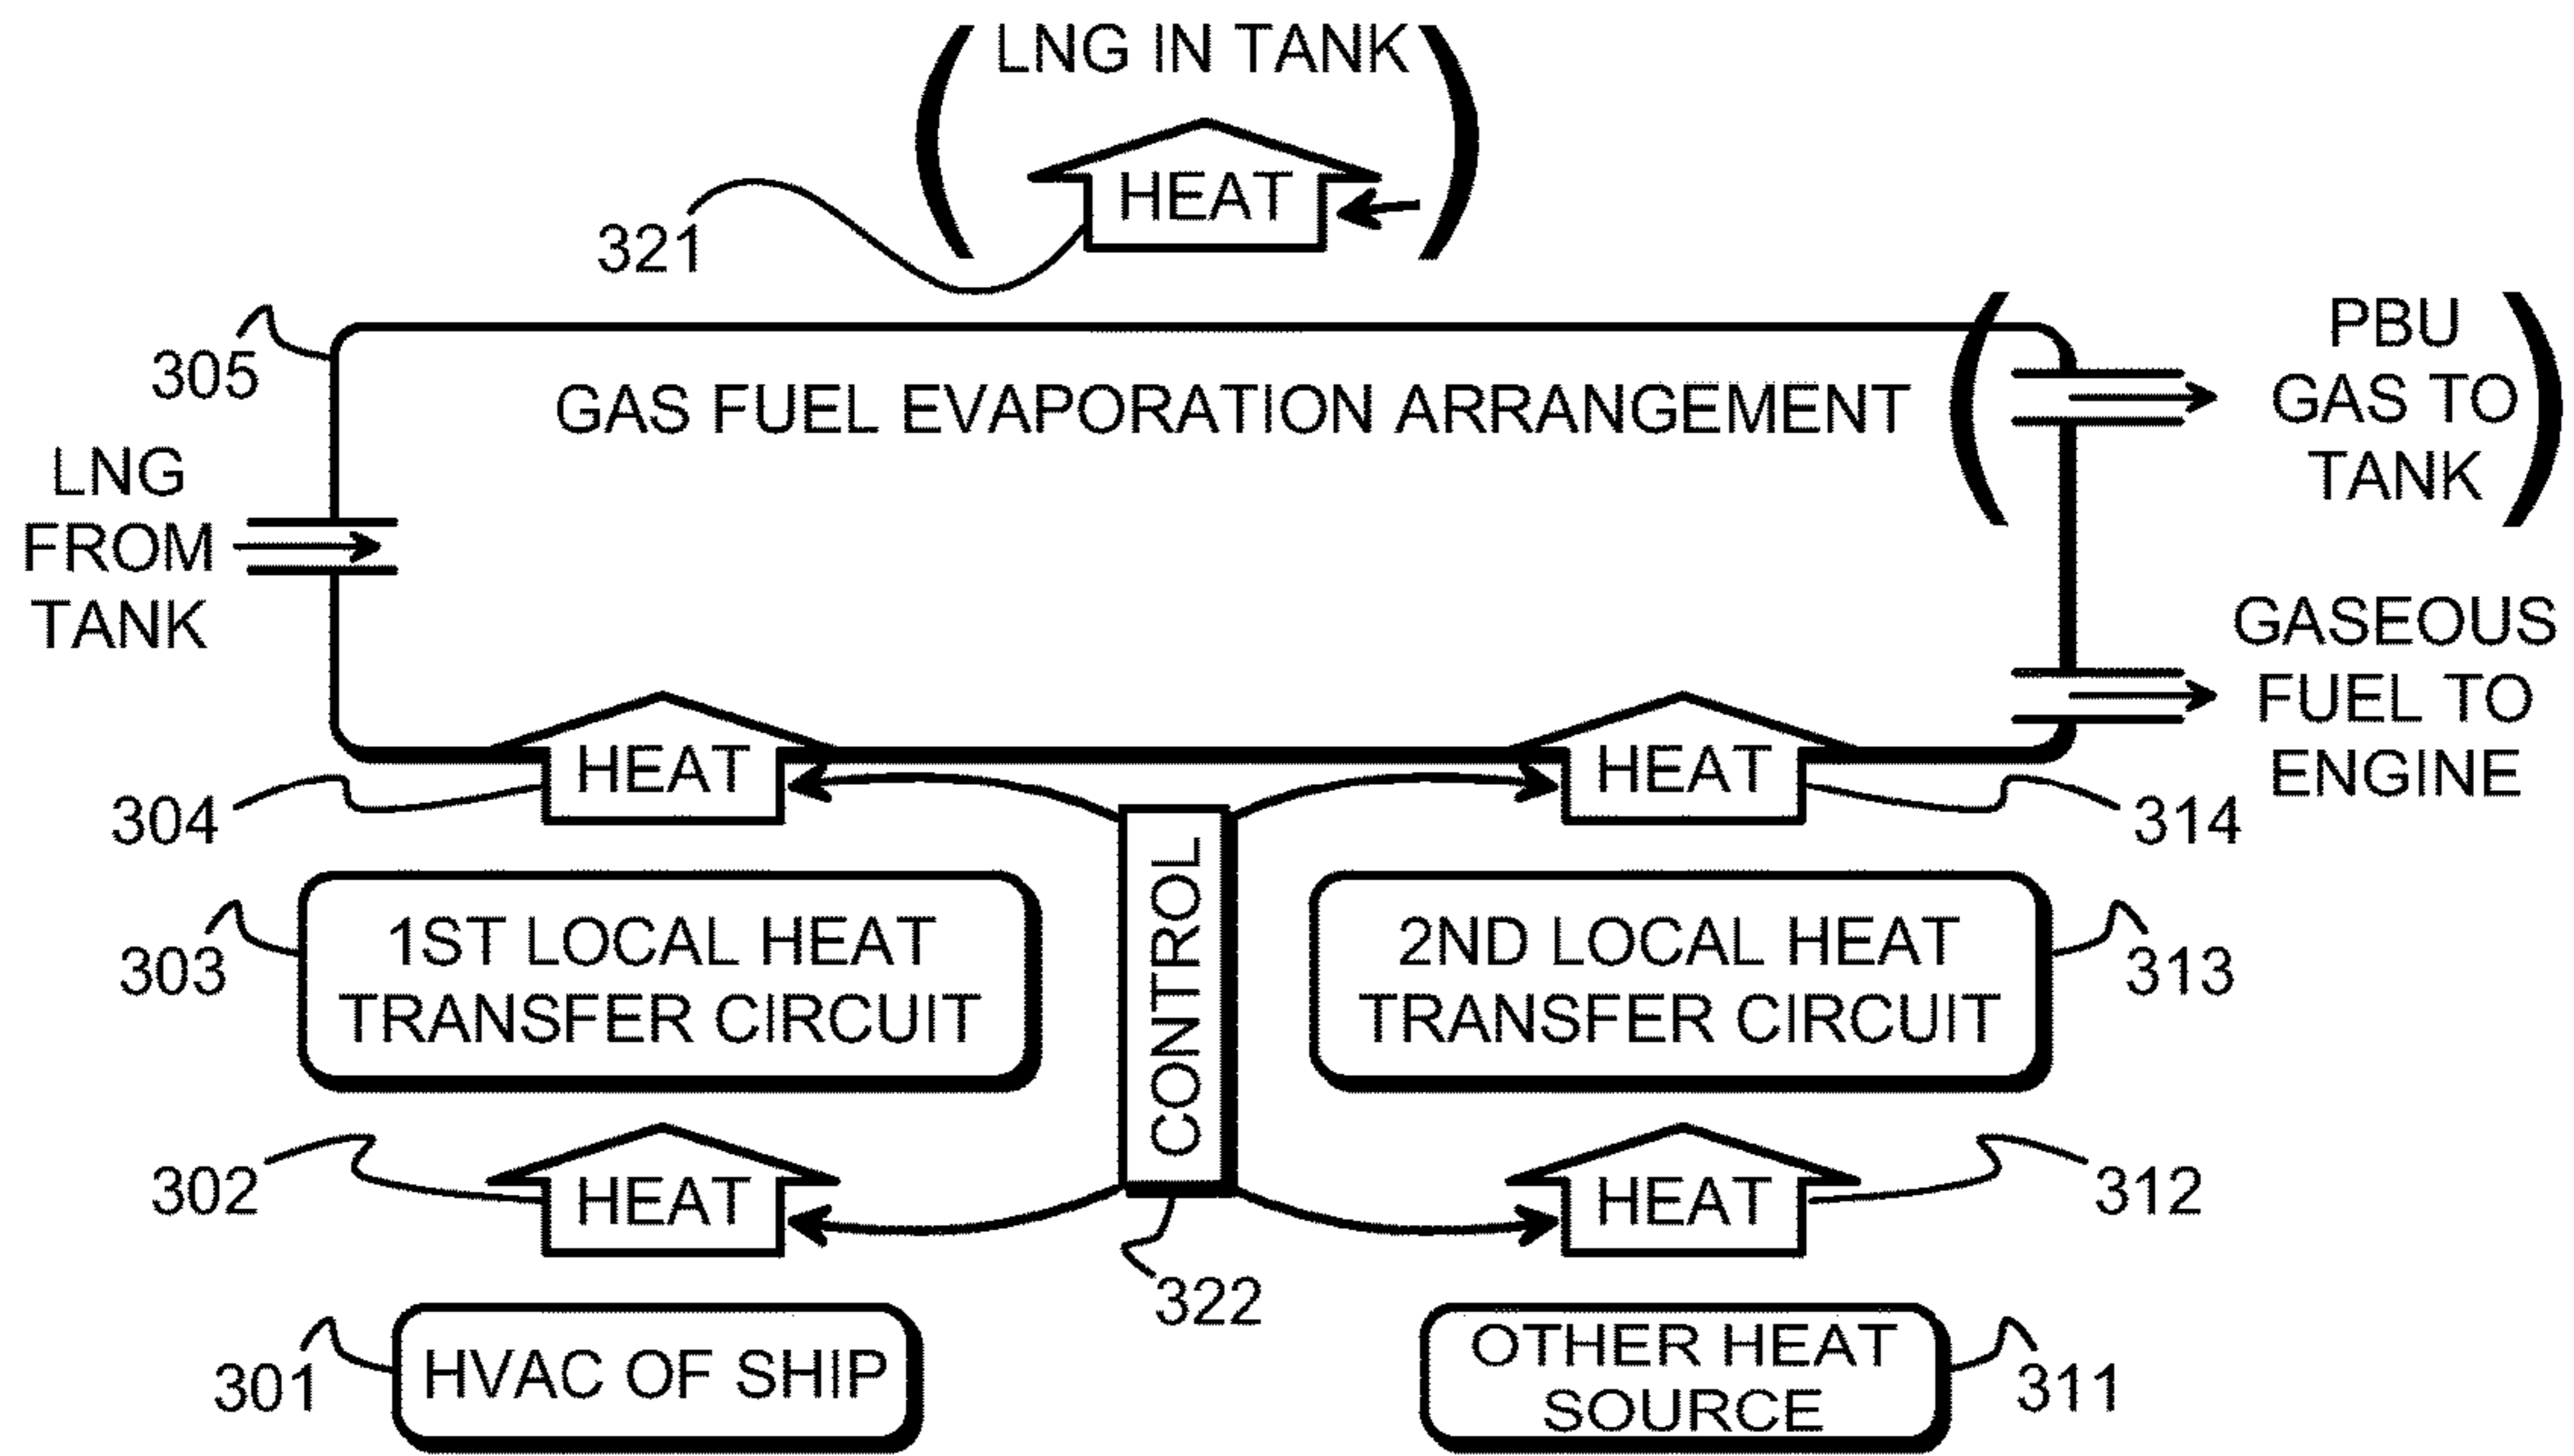 LNG IN TANK
HEAT
321
305
GAS FUEL EVAPORATION ARRANGEMENT
PBU
GAS TO
TANK
LNG
FROM
TANK
GASEOUS
FUEL TO
ENGINE
HEAT
HEAT
304
314
CONTROL
303
1ST LOCAL HEAT
TRANSFER CIRCUIT
2ND LOCAL HEAT
TRANSFER CIRCUIT
313
302
HEAT
HEAT
312
322
301
HVAC OF SHIP
OTHER HEAT
SOURCE
311